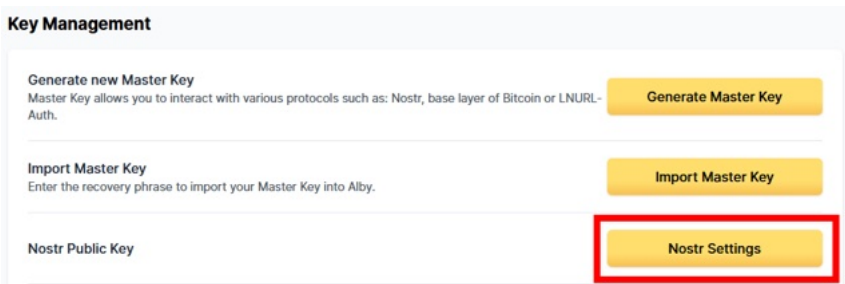 Key Management
Generate new Master Key
Master Key allows you to interact with various protocols such as: Nostr, base layer of Bitcoin or LNURL-
Auth.
Generate Master Key
Import Master Key
Enter the recovery phrase to import your Master Key into Alby.
Import Master Key
Nostr Public Key
Nostr Settings